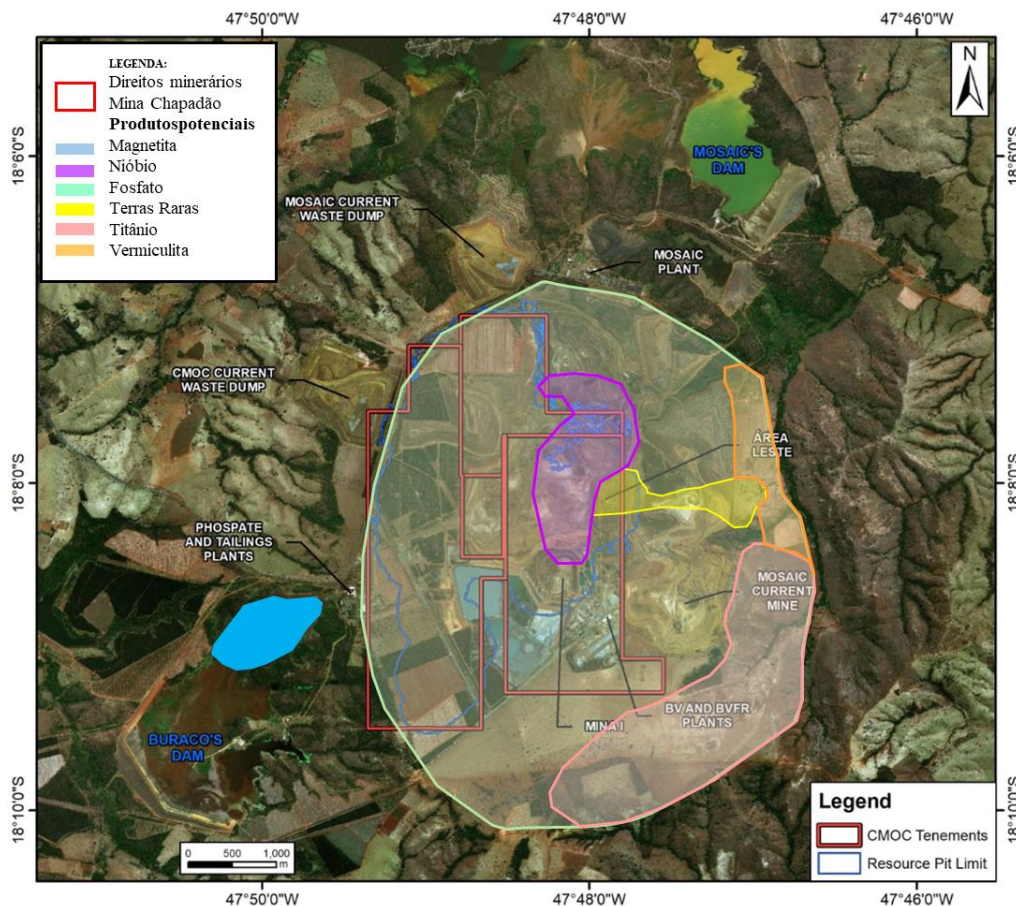 47°50'0"W
47°48'0"W
47°46'0"W
LEGENDA:
Direitos minerários
Mina Chapadão
Produtospotenciais
Magnetita
Nióbio
Fosfato
Terras Raras
Titânio
Vermiculita
N
18°6'0"S
18°6'0"S
MOSAIC'S
DAM
MOSAIC CURRENT
WASTE DUMP
MOSAIC
PLANT
CMOC CURRENT
WASTE DUMP
ÁREA
LESTE
18°8'0"S
18°8'0"S
PHOSPATE
AND TAILINGS
PLANTS
MOSAIC
CURRENT
MINE
BURACO'S
DAM
MINA I
BV AND BVFR
PLANTS
18°10'0"S
18°10'0"S
Legend
CMOC Tenements
Resource Pit Limit
0 500 1,000
m
47°50'0"W
47°48'0"W
47°46'0"W